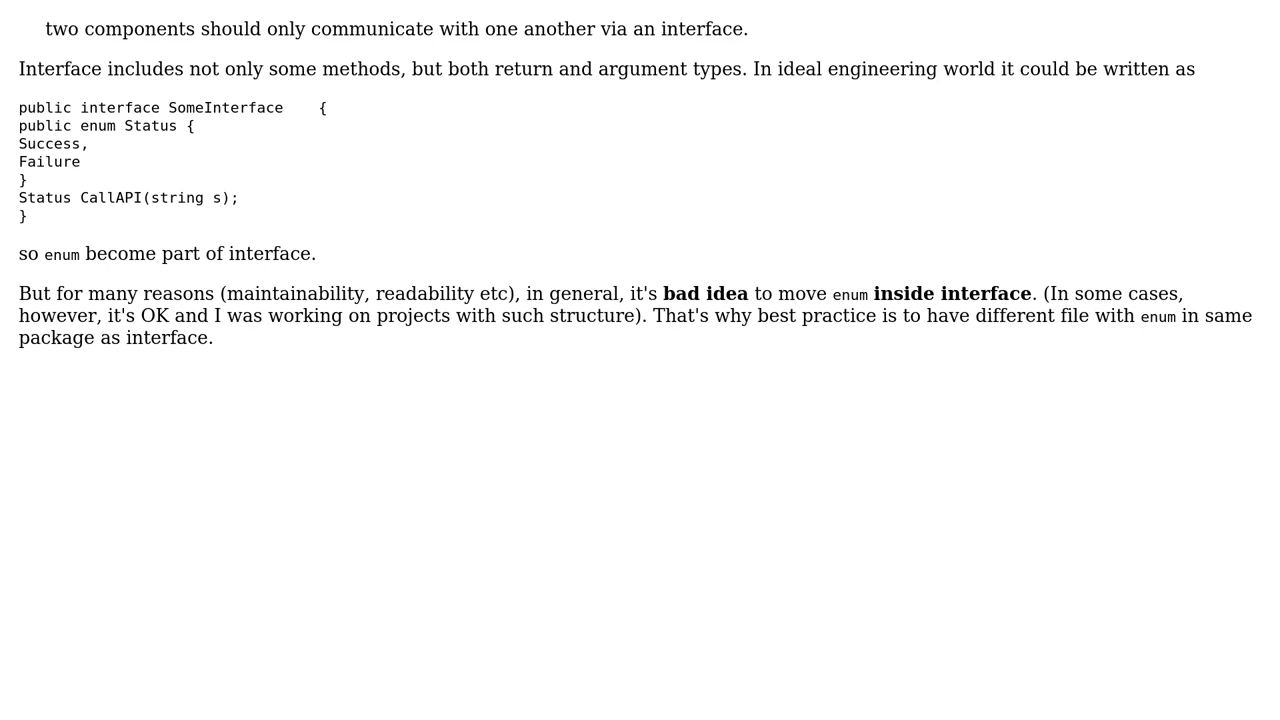 two components should only communicate with one another via an interface.
Interface includes not only some methods, but both return and argument types. In ideal engineering world it could be written as
public interface SomeInterface    {
public enum Status {
Success,
Failure
}
Status CallAPI(string s);
}
so enum become part of interface.
But for many reasons (maintainability, readability etc), in general, it's bad idea to move enum inside interface. (In some cases,
however, it's OK and I was working on projects with such structure). That's why best practice is to have different file with enum in same
package as interface.